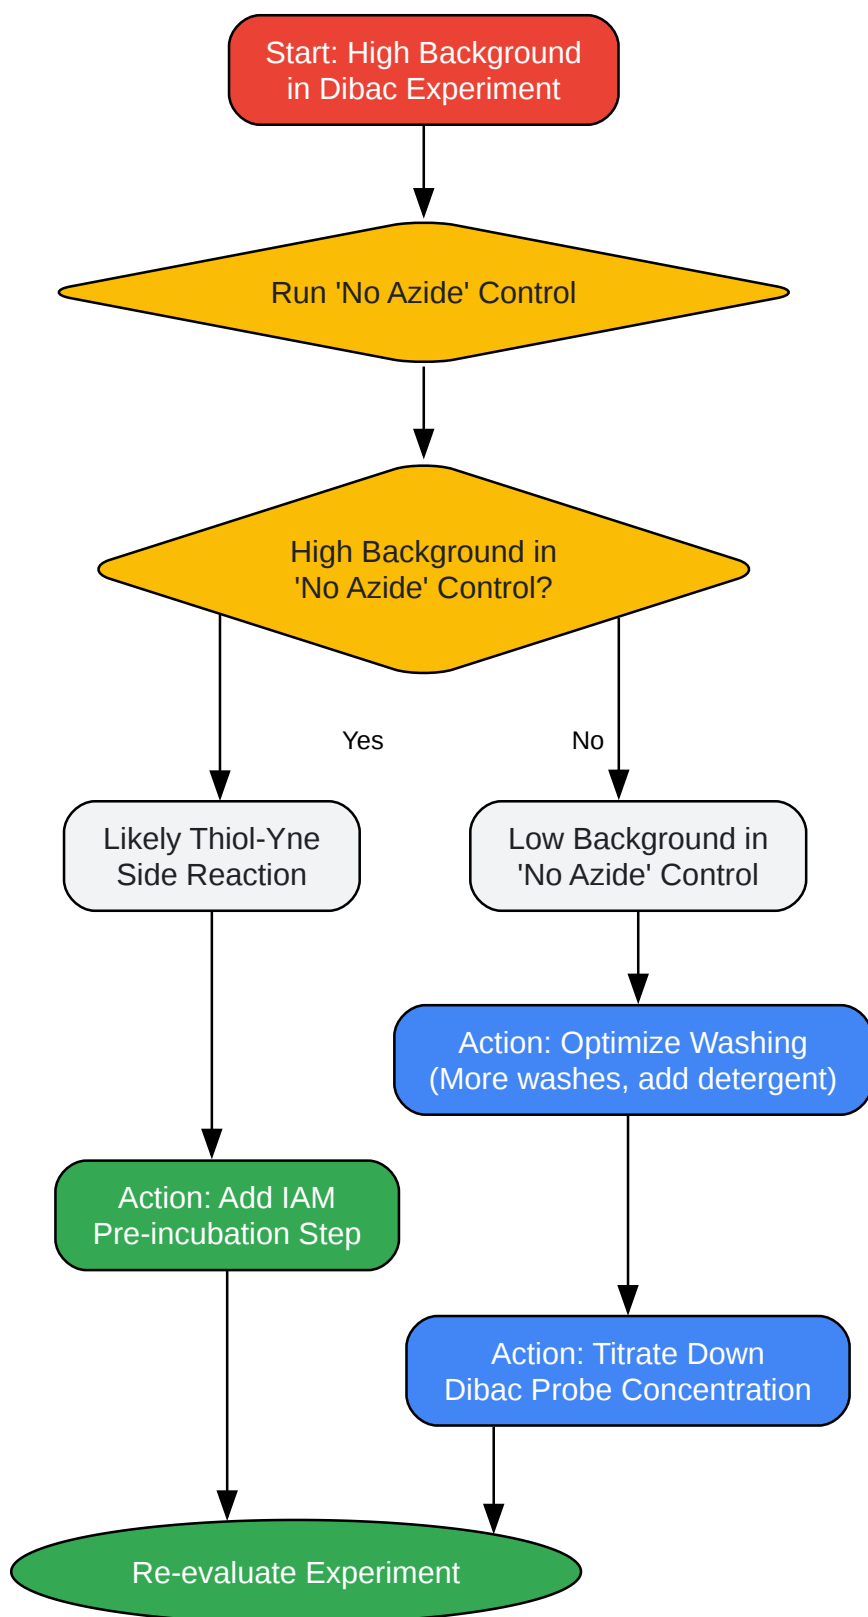 Start: High Background
in Dibac Experiment
Run 'No Azide' Control
High Background in
'No Azide' Control?
Yes
No
Likely Thiol-Yne
Side Reaction
Low Background in
'No Azide' Control
Action: Optimize Washing
(More washes, add detergent)
Action: Add IAM
Pre-incubation Step
Action: Titrate Down
Dibac Probe Concentration
Re-evaluate Experiment